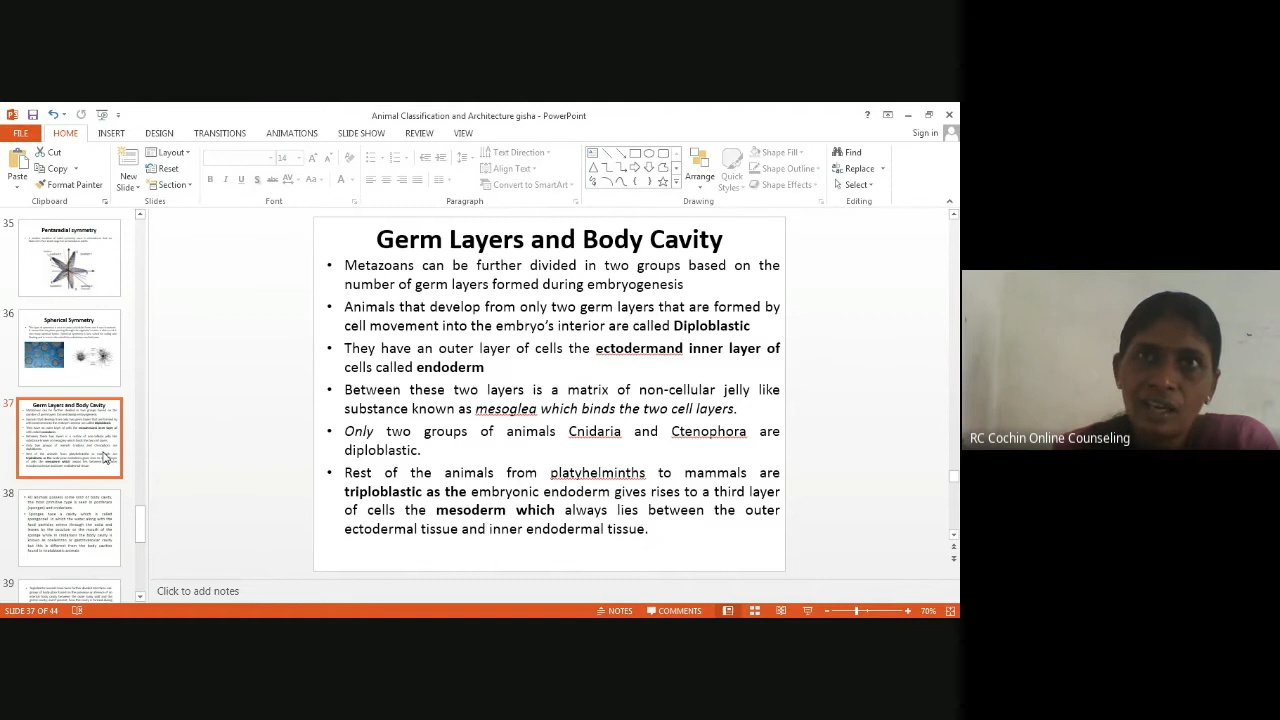 Animal Classification and Architecture gisha - PowerPoint
Sign in
FILE HOME INSERT DESIGN TRANSITIONS ANIMATIONS SLIDE SHOW REVIEW VIEW
Paste
Cut
Copy
Format Painter
Clipboard
New
Slide
Layout
Reset
Section
Slides
14
Font
Paragraph
Text Direction
Align Text
Convert to SmartArt
Arrange
Quick
Styles
Drawing
Shape Fill
Shape Outline
Shape Effects
Find
Replace
Select
Editing
35
Pentaradial symmetry
36
Spherical Symmetry
37
Germ Layers and Body Cavity
38
39
Germ Layers and Body Cavity
• Metazoans can be further divided in two groups based on the
number of germ layers formed during embryogenesis
• Animals that develop from only two germ layers that are formed by
cell movement into the embryo's interior are called Diploblastic
• They have an outer layer of cells the ectodermand inner layer of
cells called endoderm
• Between these two layers is a matrix of non-cellular jelly like
substance known as mesoglea which binds the two cell layers
• Only two groups of animals Cnidaria and Ctenophora
diploblastic.
• Rest of the animals from platyhelminths to mammals are
triploblastic as the embryonic endoderm gives rises to a third layer
of cells the mesoderm which always lies between the outer
ectodermal tissue and inner endodermal tissue.
Click to add notes
SLIDE 37 OF 44
NOTES COMMENTS
70%
RC Cochin Online Counseling